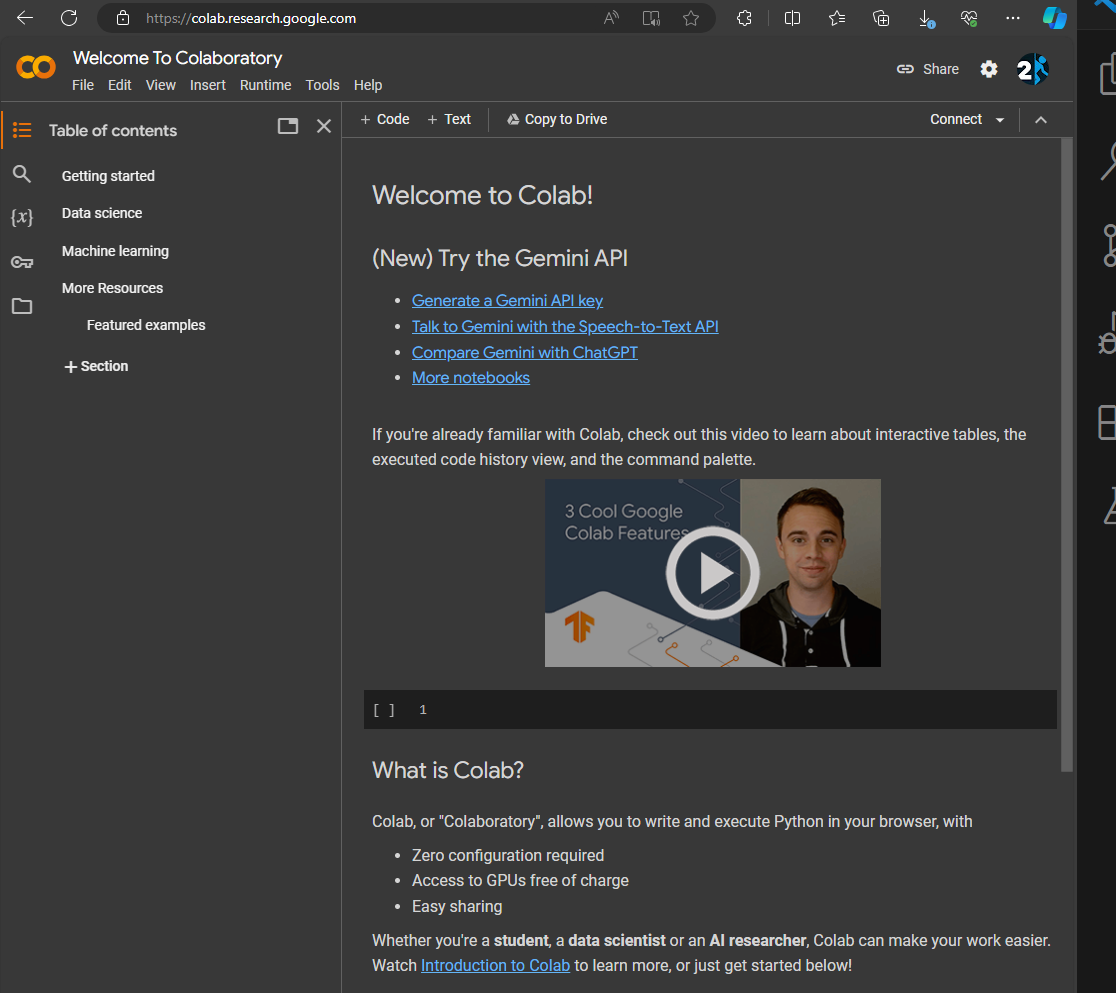 https://colab.research.google.com
Welcome To Colaboratory
File Edit View Insert Runtime Tools Help
Share
2
Table of contents
Getting started
Data science
Machine learning
More Resources
Featured examples
+ Section
+ Code + Text
Copy to Drive
Connect
Welcome to Colab!
(New) Try the Gemini API
• Generate a Gemini API key
• Talk to Gemini with the Speech-to-Text API
• Compare Gemini with ChatGPT
• More notebooks
If you're already familiar with Colab, check out this video to learn about interactive tables, the
executed code history view, and the command palette.
3 Cool Google
Colab Features
[ ] 1
What is Colab?
Colab, or "Colaboratory", allows you to write and execute Python in your browser, with
• Zero configuration required
• Access to GPUs free of charge
• Easy sharing
Whether you're a student, a data scientist or an AI researcher, Colab can make your work easier.
Watch Introduction to Colab to learn more, or just get started below!